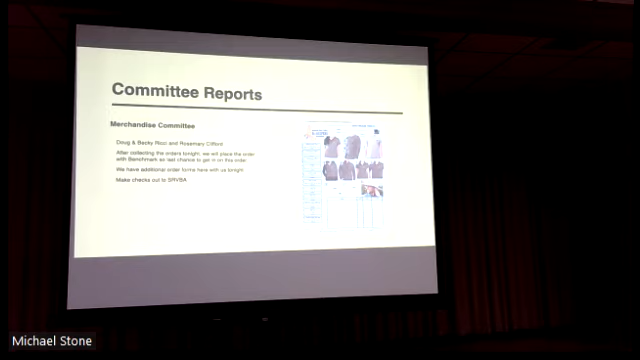 Committee Reports
Merchandise Committee
Doug & Becky Ricci and Rosemary Clifford
After collecting the orders tonight, we will place the order
with Benchmark so last chance to get in on this order
We have additional order forms here with us tonight
Make checks out to SRVBA
Michael Stone